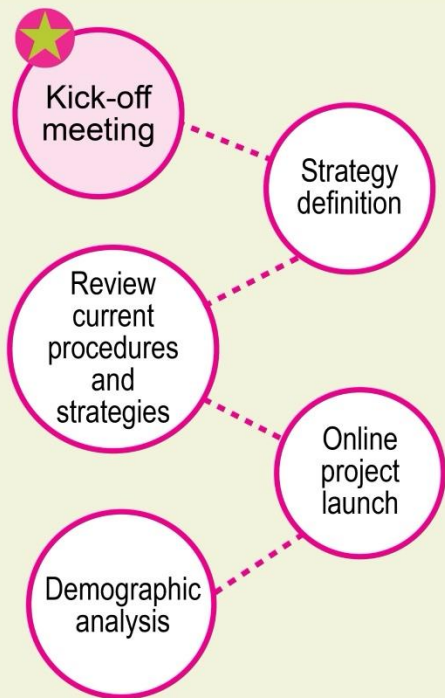 Kick-off
meeting
Strategy
definition
Review
current
procedures
and
strategies
Online
project
launch
Demographic
analysis